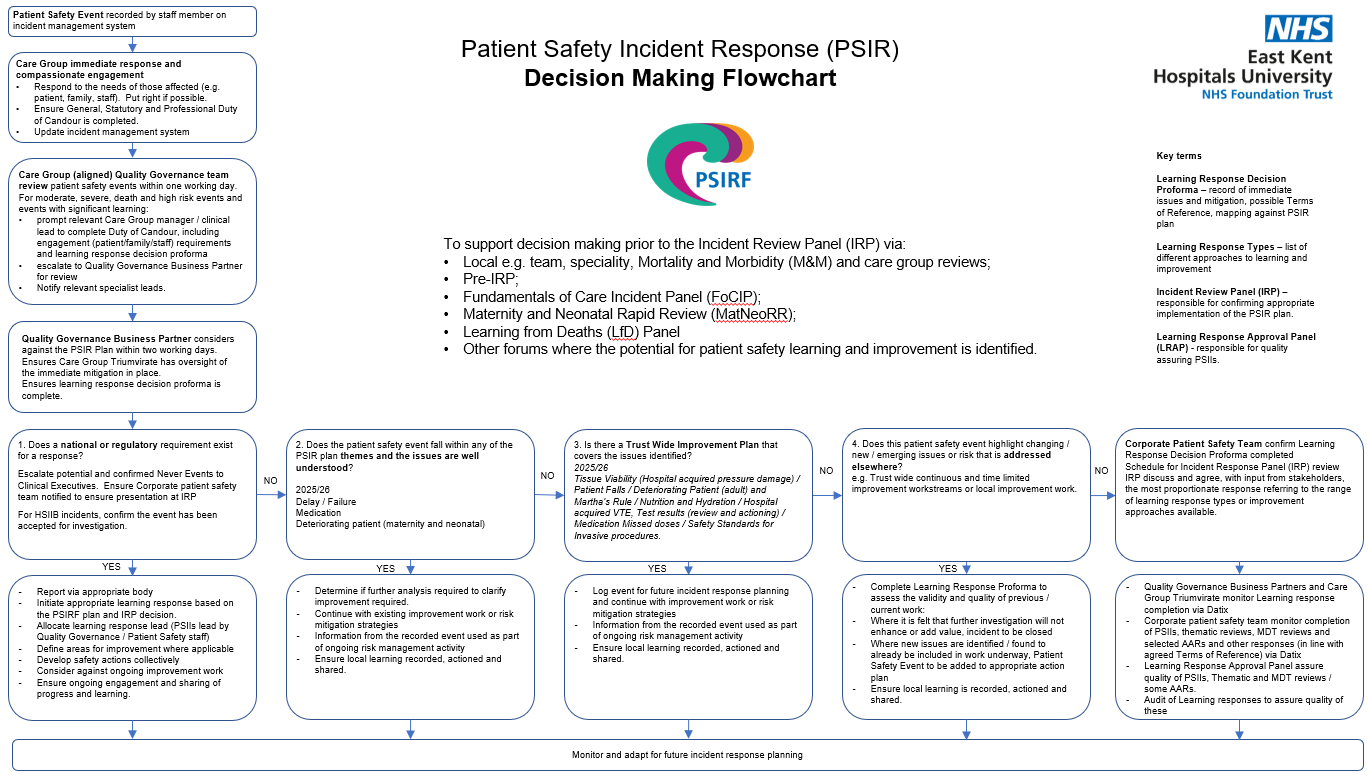 Patient Safety Event recorded by staff member on
incident management system
Care Group immediate response and
compassionate engagement
• Respond to the needs of those affected (e.g.
patient, family, staff). Put right if possible.
• Ensure General, Statutory and Professional Duty
of Candour is completed.
• Update incident management system
Care Group (aligned) Quality Governance team
review patient safety events within one working day.
For moderate, severe, death and high risk events and
events with significant learning:
• prompt relevant Care Group manager / clinical
lead to complete Duty of Candour, including
engagement (patient/family/staff) requirements
and learning response decision proforma
• escalate to Quality Governance Business Partner
for review
• Notify relevant specialist leads.
Quality Governance Business Partner considers
against the PSIR Plan within two working days.
Ensures Care Group Triumvirate has oversight of
the immediate mitigation in place.
Ensures learning response decision proforma is
complete.
Patient Safety Incident Response (PSIR)
Decision Making Flowchart
PSIRF
To support decision making prior to the Incident Review Panel (IRP) via:
• Local e.g. team, speciality, Mortality and Morbidity (M&M) and care group reviews;
• Pre-IRP;
• Fundamentals of Care Incident Panel (FoCIP);
• Maternity and Neonatal Rapid Review (MatNeoRR);
• Learning from Deaths (LfD) Panel
• Other forums where the potential for patient safety learning and improvement is identified.
NHS
East Kent
Hospitals University
NHS Foundation Trust
Key terms
Learning Response Decision
Proforma – record of immediate
issues and mitigation, possible Terms
of Reference, mapping against PSIR
plan
Learning Response Types – list of
different approaches to learning and
improvement
Incident Review Panel (IRP) –
responsible for confirming appropriate
implementation of the PSIR plan.
Learning Response Approval Panel
(LRAP) - responsible for quality
assuring PSIIs.
1. Does a national or regulatory requirement exist
for a response?
Escalate potential and confirmed Never Events to
Clinical Executives. Ensure Corporate patient safety
team notified to ensure presentation at IRP
For HSIIB incidents, confirm the event has been
accepted for investigation.
NO
2. Does the patient safety event fall within any of the
PSIR plan themes and the issues are well
understood?
2025/26
Delay / Failure
Medication
Deteriorating patient (maternity and neonatal)
NO
3. Is there a Trust Wide Improvement Plan that
covers the issues identified?
2025/26
Tissue Viability (Hospital acquired pressure damage) /
Patient Falls / Deteriorating Patient (adult) and
Martha's Rule / Nutrition and Hydration / Hospital
acquired VTE, Test results (review and actioning) /
Medication Missed doses / Safety Standards for
Invasive procedures.
NO
4. Does this patient safety event highlight changing /
new / emerging issues or risk that is addressed
elsewhere?
e.g. Trust wide continuous and time limited
improvement workstreams or local improvement work.
NO
Corporate Patient Safety Team confirm Learning
Response Decision Proforma completed
Schedule for Incident Response Panel (IRP) review
IRP discuss and agree, with input from stakeholders,
the most proportionate response referring to the range
of learning response types or improvement
approaches available.
YES
YES
YES
YES
- Report via appropriate body
- Initiate appropriate learning response based on
the PSIRF plan and IRP decision.
- Allocate learning response lead (PSIIs lead by
Quality Governance / Patient Safety staff)
- Define areas for improvement where applicable
- Develop safety actions collectively
- Consider against ongoing improvement work
- Ensure ongoing engagement and sharing of
progress and learning.
- Determine if further analysis required to clarify
improvement required.
- Continue with existing improvement work or risk
mitigation strategies
- Information from the recorded event used as part
of ongoing risk management activity
- Ensure local learning recorded, actioned and
shared.
- Log event for future incident response planning
and continue with improvement work or risk
mitigation strategies
- Information from the recorded event used as part
of ongoing risk management activity
- Ensure local learning recorded, actioned and
shared.
- Complete Learning Response Proforma to
assess the validity and quality of previous /
current work:
- Where it is felt that further investigation will not
enhance or add value, incident to be closed
- Where new issues are identified / found to
already be included in work underway, Patient
Safety Event to be added to appropriate action
plan
- Ensure local learning is recorded, actioned and
shared.
- Quality Governance Business Partners and Care
Group Triumvirate monitor Learning response
completion via Datix
- Corporate patient safety team monitor completion
of PSIIs, thematic reviews, MDT reviews and
selected AARs and other responses (in line with
agreed Terms of Reference) via Datix
- Learning Response Approval Panel assure
quality of PSIIs, Thematic and MDT reviews /
some AARs.
- Audit of Learning responses to assure quality of
these
Monitor and adapt for future incident response planning